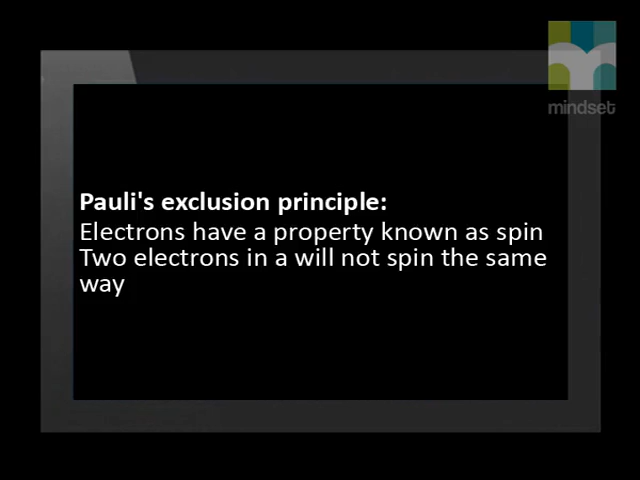 mindset
Pauli's exclusion principle:
Electrons have a property known as spin
Two electrons in a will not spin the same
way